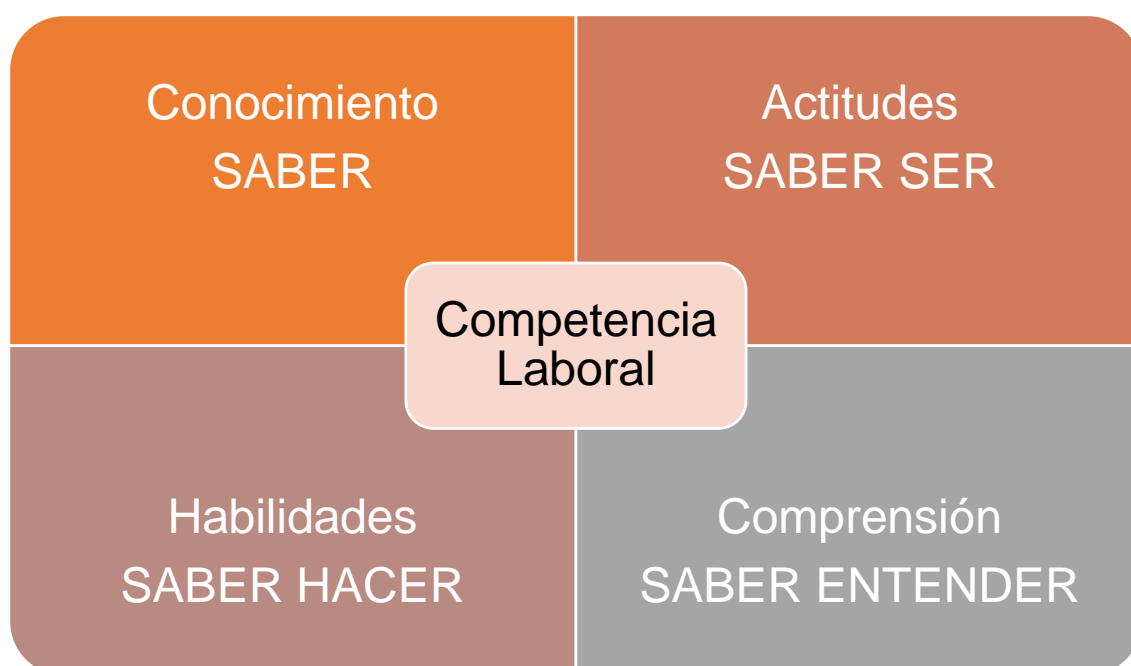 Conocimiento
SABER
Actitudes
SABER SER
Competencia
Laboral
Habilidades
SABER HACER
Comprensión
SABER ENTENDER